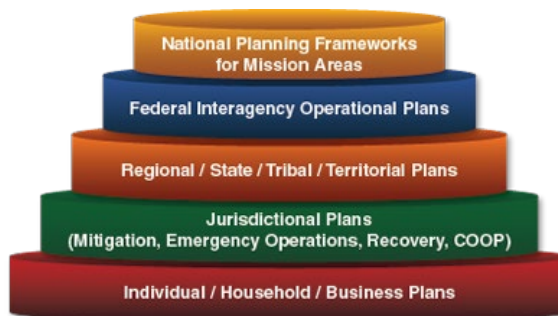 National Planning Frameworks
for Mission Areas
Federal Interagency Operational Plans
Regional / State / Tribal / Territorial Plans
Jurisdictional Plans
(Mitigation, Emergency Operations, Recovery, COOP)
Individual / Household / Business Plans